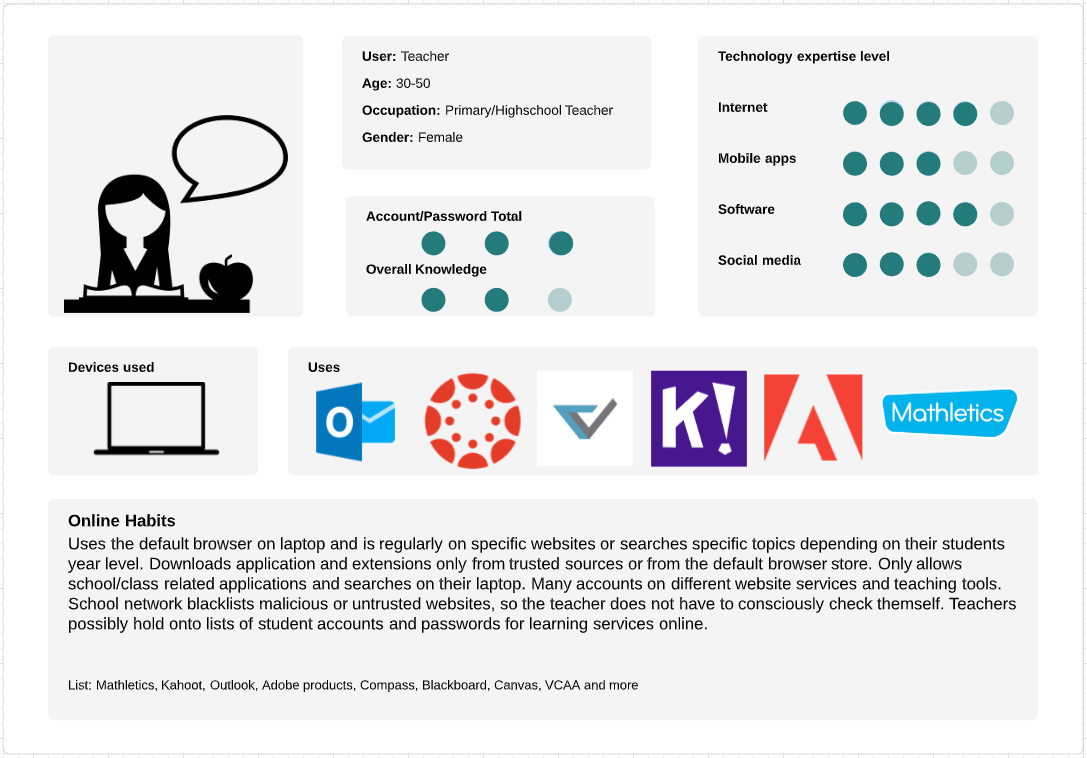 User: Teacher
Age: 30-50
Occupation: Primary/Highschool Teacher
Gender: Female
Account/Password Total
Overall Knowledge
Technology expertise level
Internet
Mobile apps
Software
Social media
Devices used
Uses
O
K!
Mathletics
Online Habits
Uses the default browser on laptop and is regularly on specific websites or searches specific topics depending on their students
year level. Downloads application and extensions only from trusted sources or from the default browser store. Only allows
school/class related applications and searches on their laptop. Many accounts on different website services and teaching tools.
School network blacklists malicious or untrusted websites, so the teacher does not have to consciously check themself. Teachers
possibly hold onto lists of student accounts and passwords for learning services online.
List: Mathletics, Kahoot, Outlook, Adobe products, Compass, Blackboard, Canvas, VCAA and more